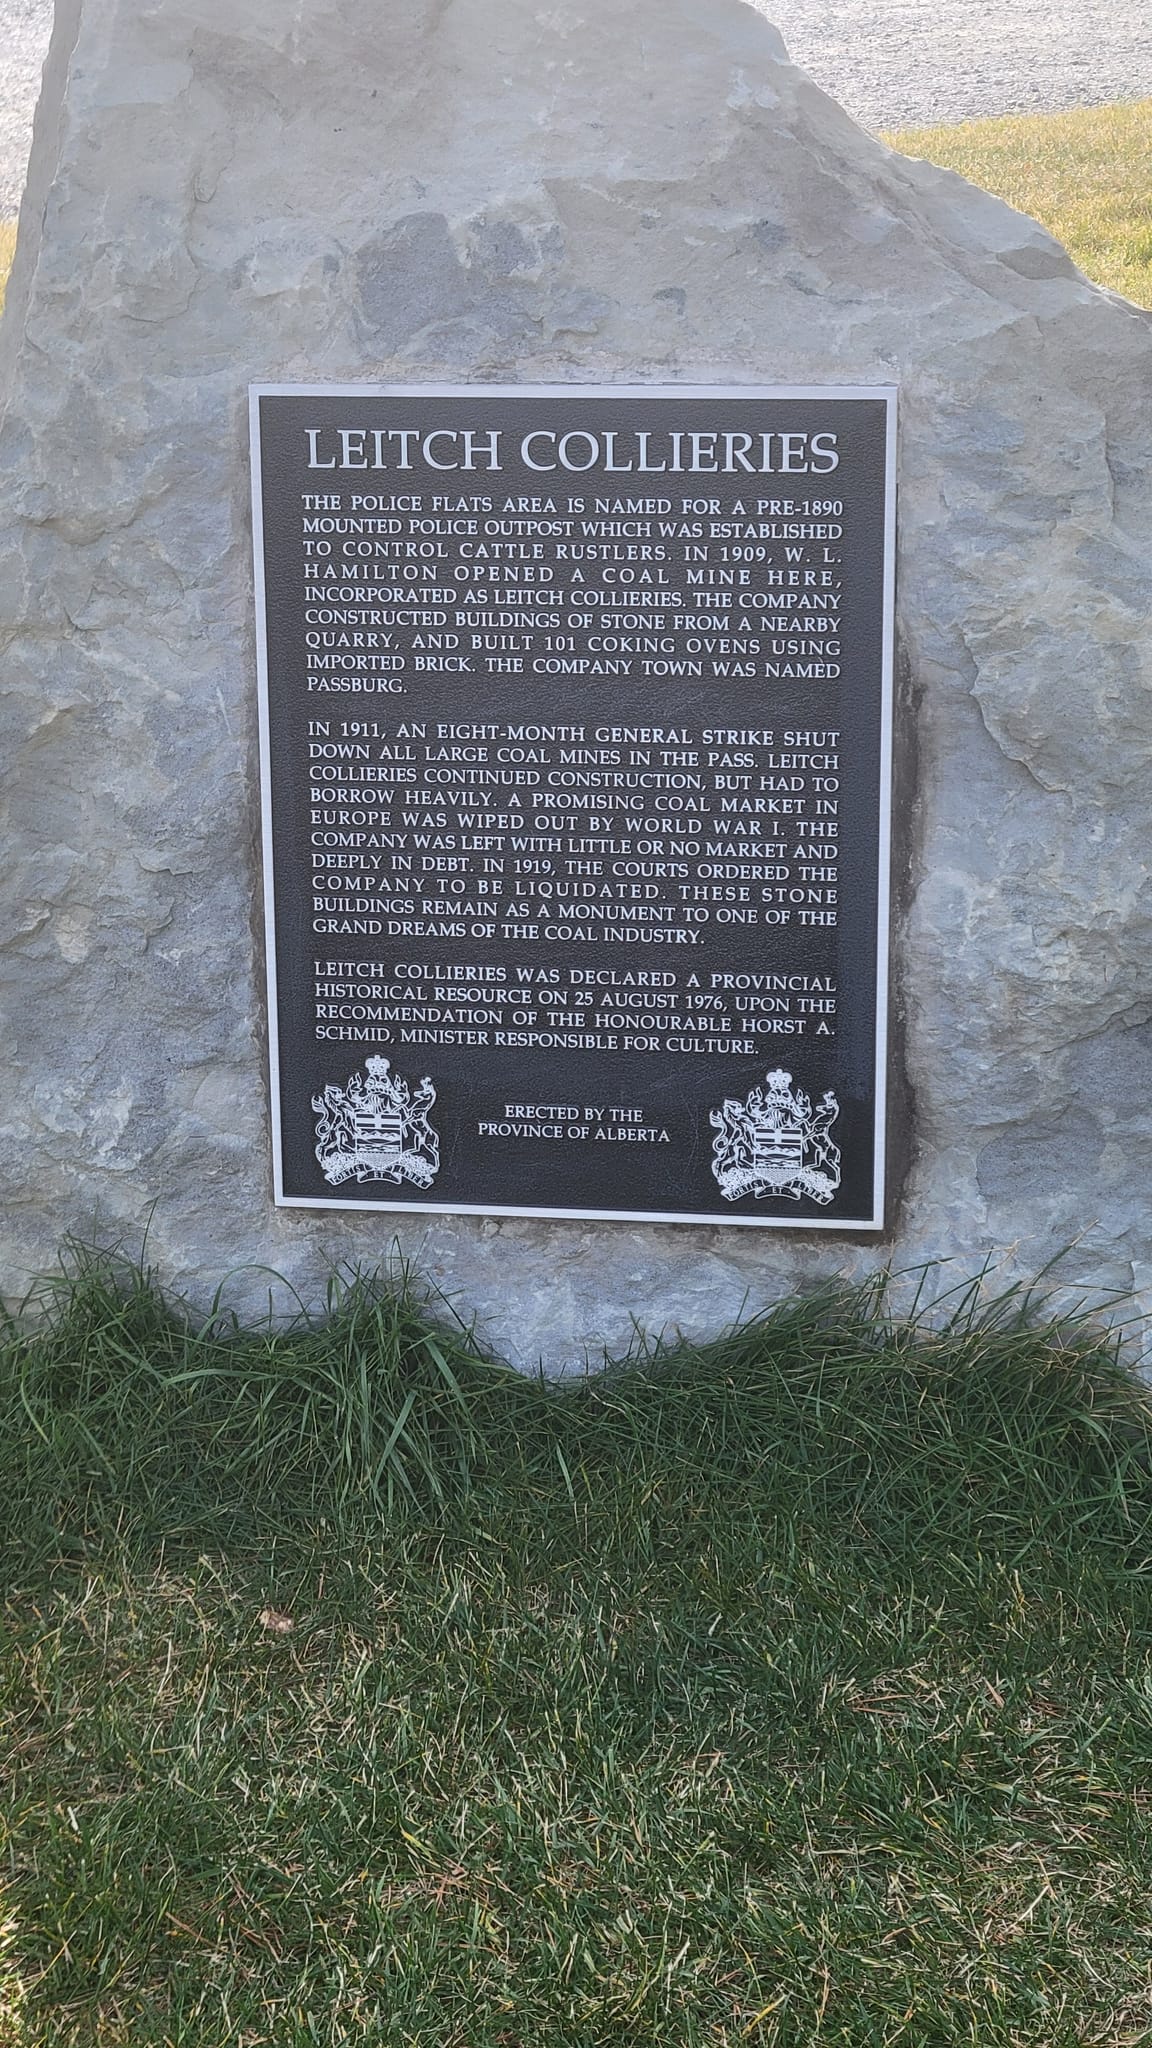 LEITCH COLLIERIES
THE POLICE FLATS AREA IS NAMED FOR A PRE-1890
MOUNTED POLICE OUTPOST WHICH WAS ESTABLISHED
TO CONTROL CATTLE RUSTLERS. IN 1909, W. L.
HAMILTON OPENED A COAL MINE HERE,
INCORPORATED AS LEITCH COLLIERIES. THE COMPANY
CONSTRUCTED BUILDINGS OF STONE FROM A NEARBY
QUARRY, AND BUILT 101 COKING OVENS USING
IMPORTED BRICK. THE COMPANY TOWN WAS NAMED
PASSBURG.
IN 1911, AN EIGHT-MONTH GENERAL STRIKE SHUT
DOWN ALL LARGE COAL MINES IN THE PASS. LEITCH
COLLIERIES CONTINUED CONSTRUCTION, BUT HAD TO
BORROW HEAVILY. A PROMISING COAL MARKET IN
EUROPE WAS WIPED OUT BY WORLD WAR I. THE
COMPANY WAS LEFT WITH LITTLE OR NO MARKET AND
DEEPLY IN DEBT. IN 1919, THE COURTS ORDERED THE
COMPANY TO BE LIQUIDATED. THESE STONE
BUILDINGS REMAIN AS A MONUMENT TO ONE OF THE
GRAND DREAMS OF THE COAL INDUSTRY.
LEITCH COLLIERIES WAS DECLARED A PROVINCIAL
HISTORICAL RESOURCE ON 25 AUGUST 1976, UPON THE
RECOMMENDATION OF THE HONOURABLE HORST A.
SCHMID, MINISTER RESPONSIBLE FOR CULTURE.
ERECTED BY THE
PROVINCE OF ALBERTA
FORTIS ET LIBER
FORTIS ET LIBER